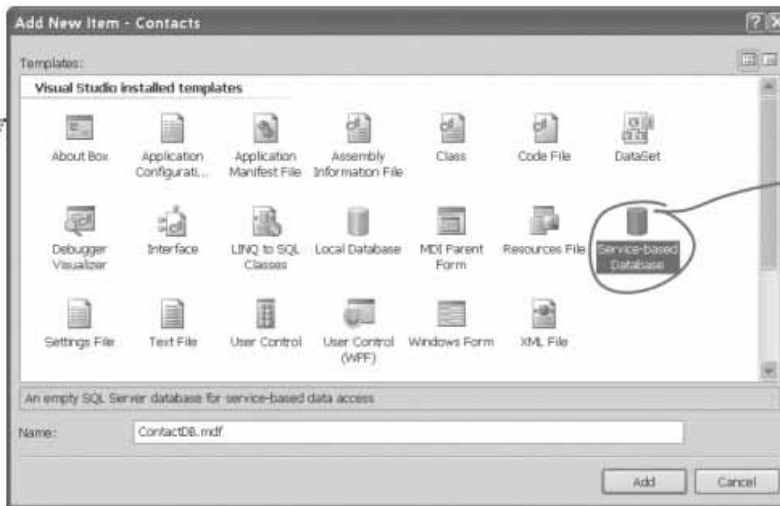 Add New Item - Contacts
Templates:
Visual Studio installed templates
About Box
Application Configurati...
Application Manifest File
Assembly Information File
Class
Code File
DataSet
Debugger Visualizer
Interface
LINQ to SQL Classes
Local Database
MDI Parent Form
Resources File
Service-based Database
Settings File
Text File
User Control
User Control (WPF)
Windows Form
XML File
An empty SQL Server database for service-based data access
Name:
ContactDB.mdf
Add
Cancel